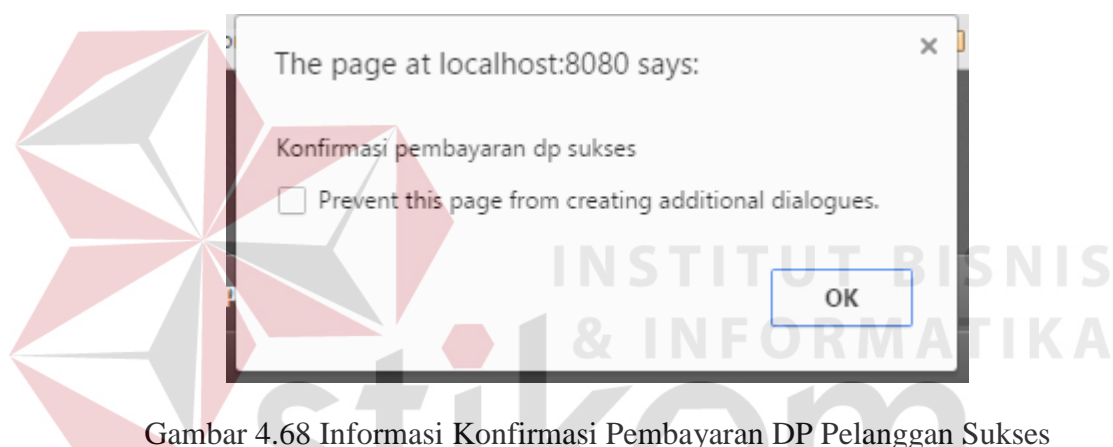 The page at localhost:8080 says:
Konfirmasi pembayaran dp sukses
Prevent this page from creating additional dialogues.
OK
INSTITUT BISNIS
& INFORMATIKA
stikom
Gambar 4.68 Informasi Konfirmasi Pembayaran DP Pelanggan Sukses